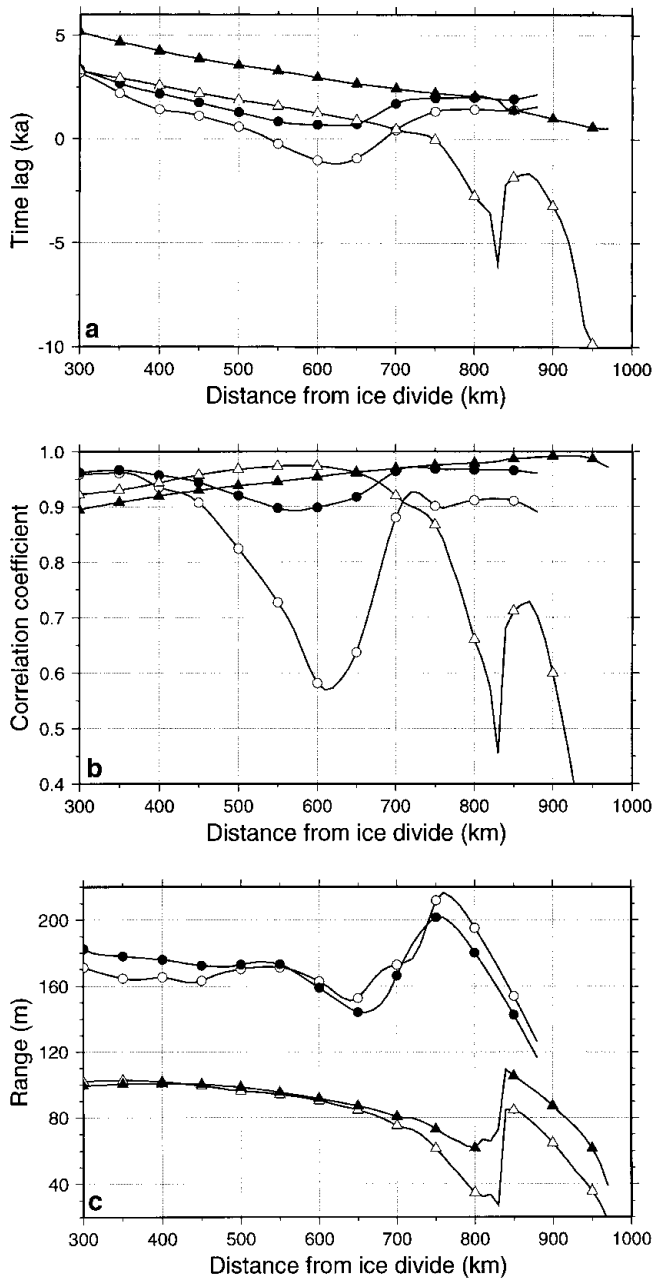 5
0
-5
-10
Time lag (ka)
a
300 400 500 600 700 800 900 1000
Distance from ice divide (km)
1.0
0.9
0.8
0.7
0.6
0.5
0.4
Correlation coefficient
b
300 400 500 600 700 800 900 1000
Distance from ice divide (km)
200
160
120
80
40
Range (m)
c
300 400 500 600 700 800 900 1000
Distance from ice divide (km)